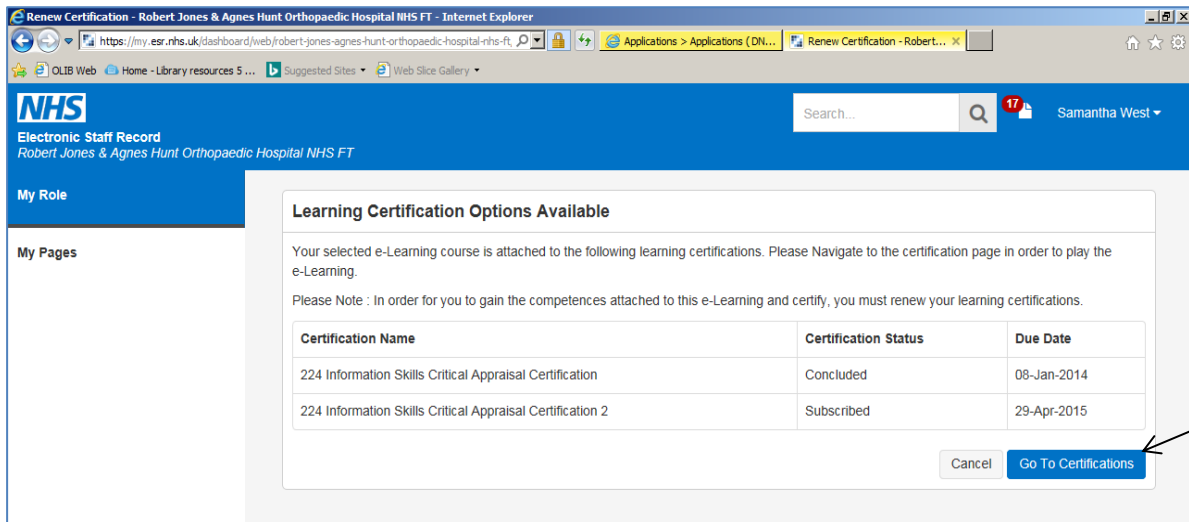 Renew Certification - Robert Jones & Agnes Hunt Orthopaedic Hospital NHS FT - Internet Explorer
https://my.esr.nhs.uk/dashboard/web/robert-jones-agnes-hunt-orthopaedic-hospital-nhs-ft, Applications > Applications ( DN... Renew Certification - Robert...
OLIB Web Home - Library resources 5 ... Suggested Sites Web Slice Gallery
NHS
Search... 17 Samantha West
Electronic Staff Record
Robert Jones & Agnes Hunt Orthopaedic Hospital NHS FT
My Role
My Pages
Learning Certification Options Available
Your selected e-Learning course is attached to the following learning certifications. Please Navigate to the certification page in order to play the
e-Learning.
Please Note : In order for you to gain the competences attached to this e-Learning and certify, you must renew your learning certifications.
Certification Name Certification Status Due Date
224 Information Skills Critical Appraisal Certification Concluded 08-Jan-2014
224 Information Skills Critical Appraisal Certification 2 Subscribed 29-Apr-2015
Cancel Go To Certifications